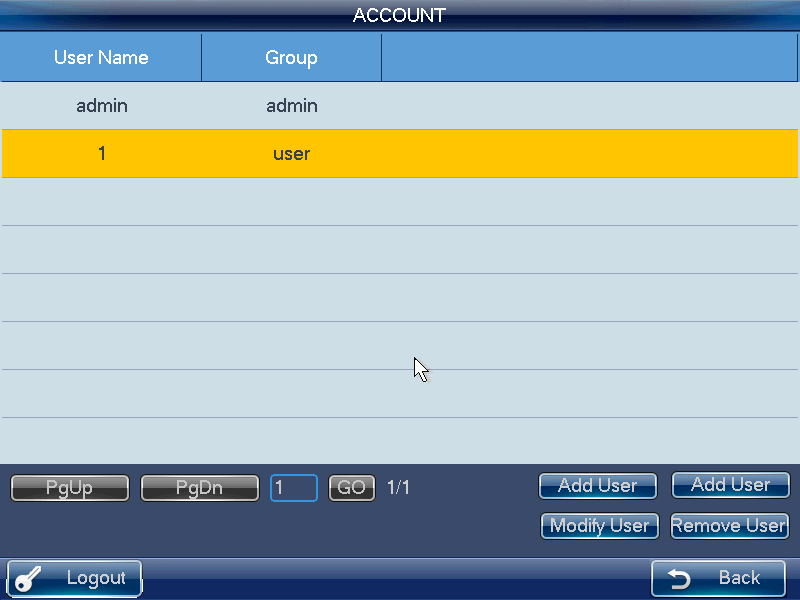 ACCOUNT
User Name Group
admin admin
1 user
PgUp PgDn 1 GO 1/1 Add User Add User
Modify User Remove User
Logout Back